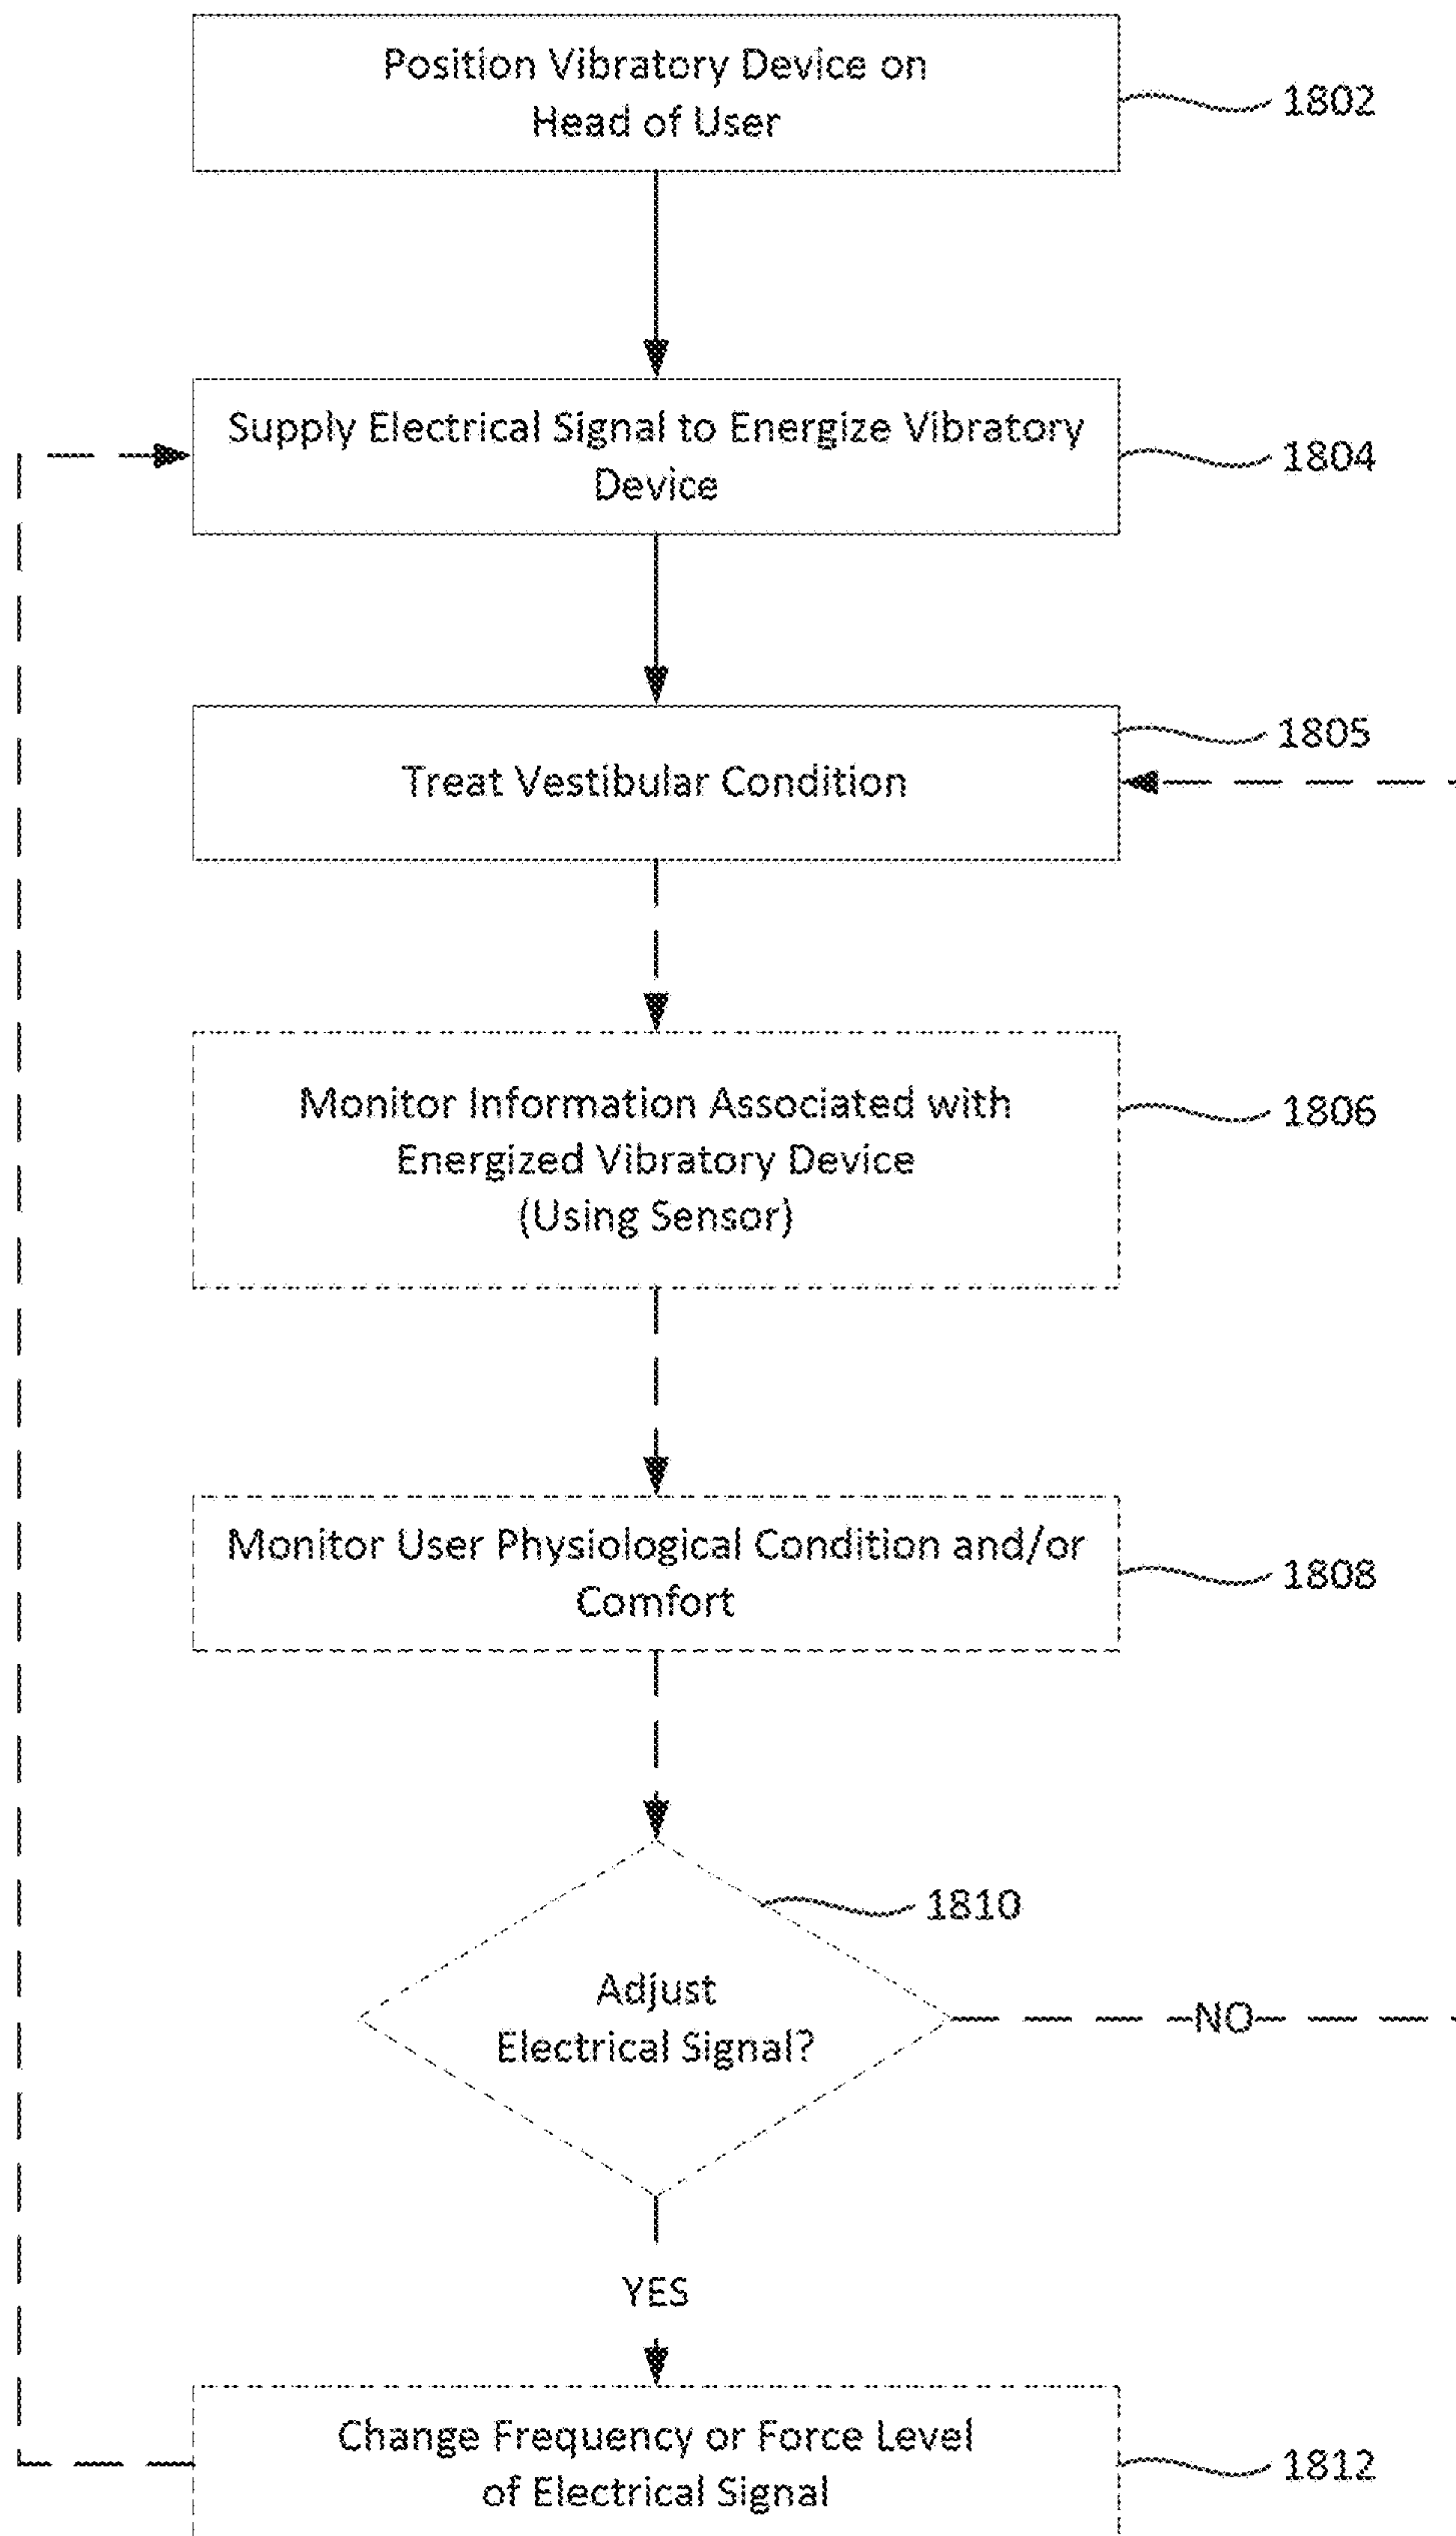 Position Vibratory Device on
Head of User
1802
Supply Electrical Signal to Energize Vibratory
Device
1804
Treat Vestibular Condition
1805
Monitor Information Associated with
Energized Vibratory Device
(Using Sensor)
1806
Monitor User Physiological Condition and/or
Comfort
1808
1810
Adjust
Electrical Signal?
NO
YES
Change Frequency or Force Level
of Electrical Signal
1812